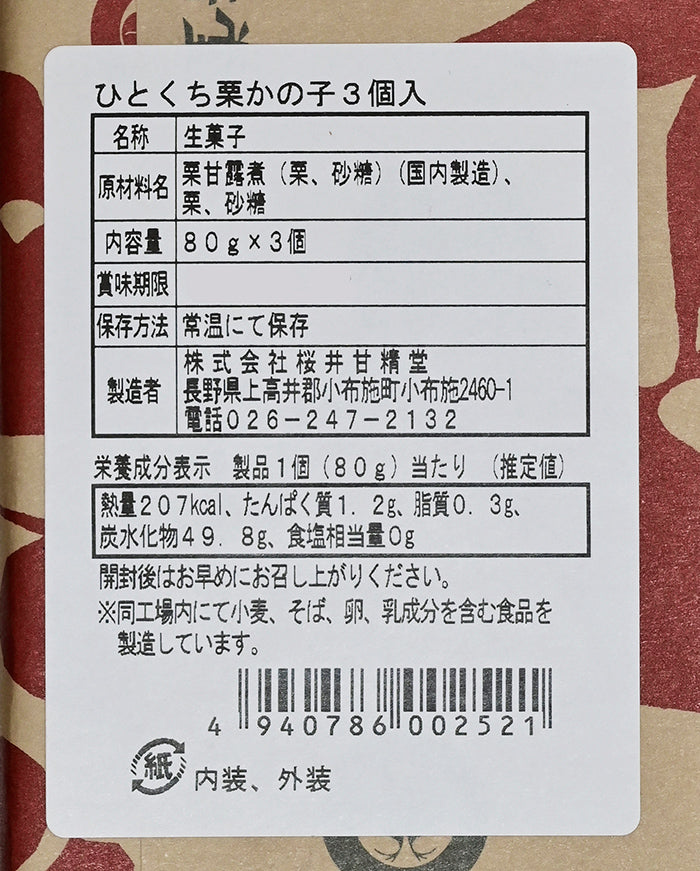 ひとくち栗かの子３個入
名称 生菓子
原材料名 栗甘露煮（栗、砂糖）（国内製造）、
栗、砂糖
内容量 ８０ｇ×３個
賞味期限
保存方法 常温にて保存
製造者 株式会社桜井甘精堂
長野県上高井郡小布施町小布施2460-1
電話０２６－２４７－２１３２
栄養成分表示 製品１個（８０ｇ）当たり （推定値）
熱量２０７kcal、たんぱく質１．２g、脂質０．３g、
炭水化物４９．８g、食塩相当量０g
開封後はお早めにお召し上がりください。
※同工場内にて小麦、そば、卵、乳成分を含む食品を
製造しています。
4 940786 002521
紙 内装、外装